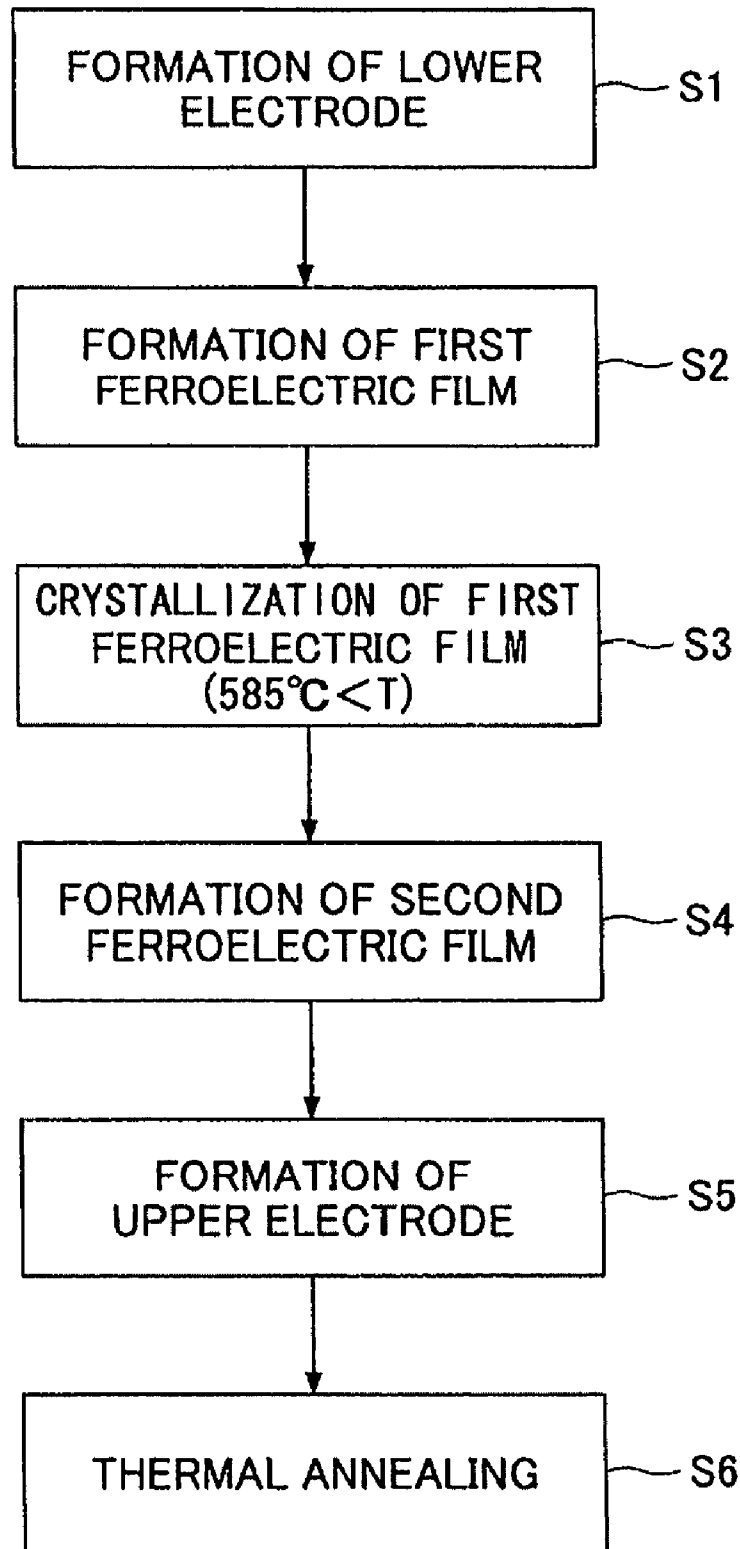 FORMATION OF LOWER
ELECTRODE
S1
FORMATION OF FIRST
FERROELECTRIC FILM
S2
CRYSTALLIZATION OF FIRST
FERROELECTRIC FILM
(585℃<T)
S3
FORMATION OF SECOND
FERROELECTRIC FILM
S4
FORMATION OF
UPPER ELECTRODE
S5
THERMAL ANNEALING
S6